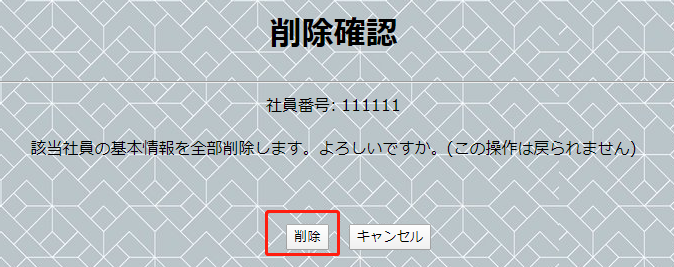 削除確認
社員番号: 111111
該当社員の基本情報を全部削除します。よろしいですか。(この操作は戻られません)
削除 キャンセル